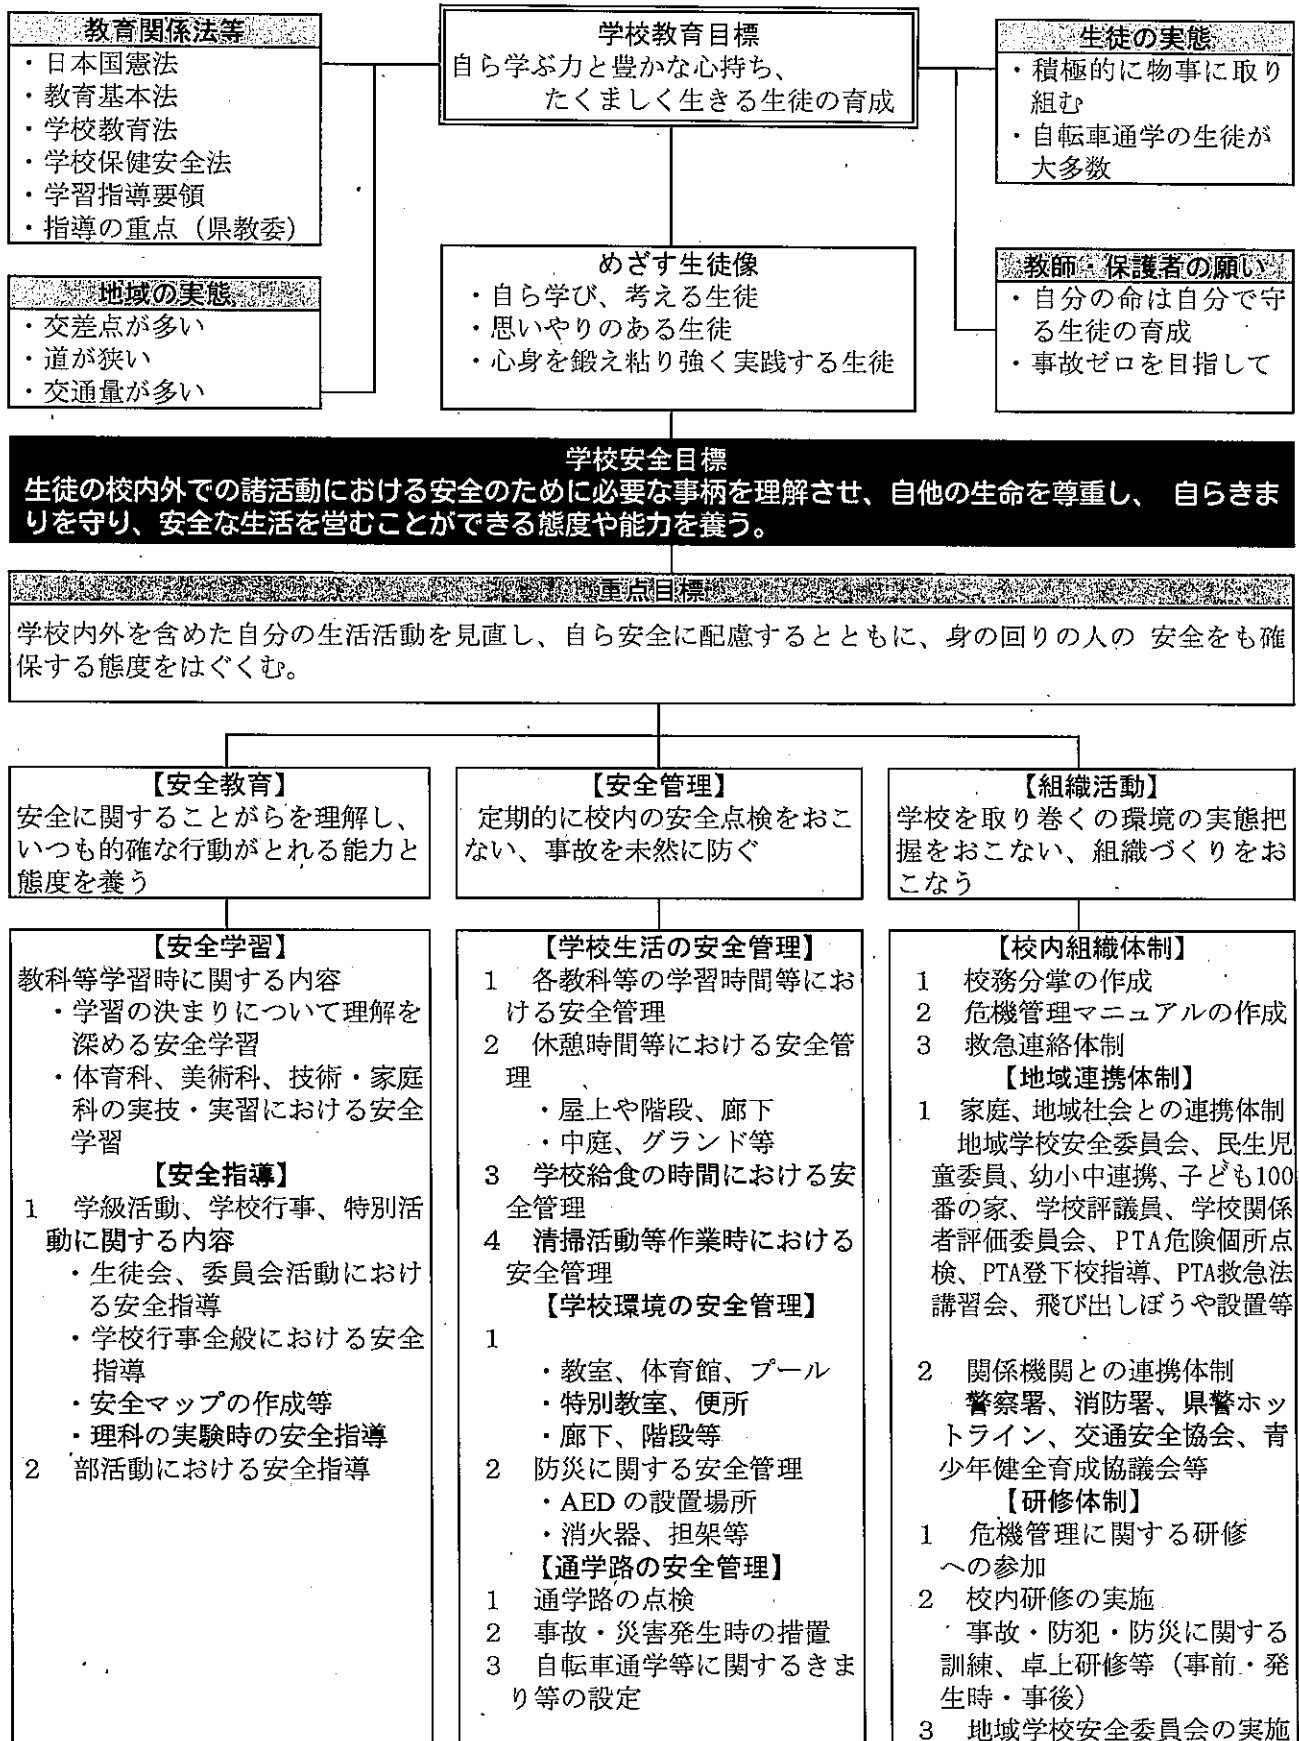 教育関係法等
・日本国憲法
・教育基本法
・学校教育法
・学校保健安全法
・学習指導要領
・指導の重点（県教委）
地域の実態
・交差点が多い
・道が狭い
・交通量が多い
学校教育目標
自ら学ぶ力と豊かな心持ち、
たくましく生きる生徒の育成
めざす生徒像
・自ら学び、考える生徒
・思いやりのある生徒
・心身を鍛え粘り強く実践する生徒
生徒の実態
・積極的に物事に取り
組む
・自転車通学の生徒が
大多数
教師・保護者の願い
・自分の命は自分で守
る生徒の育成
・事故ゼロを目指して
学校安全目標
生徒の校内外での諸活動における安全のために必要な事柄を理解させ、自他の生命を尊重し、 自らきま
りを守り、安全な生活を営むことができる態度や能力を養う。
重点目標
学校内外を含めた自分の生活活動を見直し、自ら安全に配慮するとともに、身の回りの人の 安全をも確
保する態度をはぐくむ。
【安全教育】
安全に関することがらを理解し、
いつも的確な行動がとれる能力と
態度を養う
【安全学習】
教科等学習時に関する内容
・学習の決まりについて理解を
深める安全学習
・体育科、美術科、技術・家庭
科の実技・実習における安全
学習
【安全指導】
1 学級活動、学校行事、特別活
動に関する内容
・生徒会、委員会活動におけ
る安全指導
・学校行事全般における安全
指導
・安全マップの作成等
・理科の実験時の安全指導
2 部活動における安全指導
【安全管理】
定期的に校内の安全点検をおこ
ない、事故を未然に防ぐ
【学校生活の安全管理】
1 各教科等の学習時間等にお
ける安全管理
2 休憩時間等における安全管
理
・屋上や階段、廊下
・中庭、グランド等
3 学校給食の時間における安
全管理
4 清掃活動等作業時における
安全管理
【学校環境の安全管理】
1
・教室、体育館、プール
・特別教室、便所
・廊下、階段等
2 防災に関する安全管理
・AEDの設置場所
・消火器、担架等
【通学路の安全管理】
1 通学路の点検
2 事故・災害発生時の措置
3 自転車通学等に関するきま
り等の設定
【組織活動】
学校を取り巻くの環境の実態把
握をおこない、組織づくりをお
こなう
【校内組織体制】
1 校務分掌の作成
2 危機管理マニュアルの作成
3 救急連絡体制
【地域連携体制】
1 家庭、地域社会との連携体制
地域学校安全委員会、民生児
童委員、幼小中連携、子ども100
番の家、学校評議員、学校関係
者評価委員会、PTA危険個所点
検、PTA登下校指導、PTA救急法
講習会、飛び出しぼうや設置等
2 関係機関との連携体制
警察署、消防署、県警ホッ
トライン、交通安全協会、青
少年健全育成協議会等
【研修体制】
1 危機管理に関する研修
への参加
2 校内研修の実施
事故・防犯・防災に関する
訓練、卓上研修等（事前・発
生時・事後）
3 地域学校安全委員会の実施